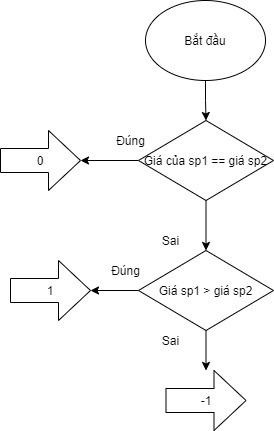 Bắt đầu
Đúng
Giá của sp1 == giá sp2
0
Sai
Đúng
Giá sp1 > giá sp2
1
Sai
-1